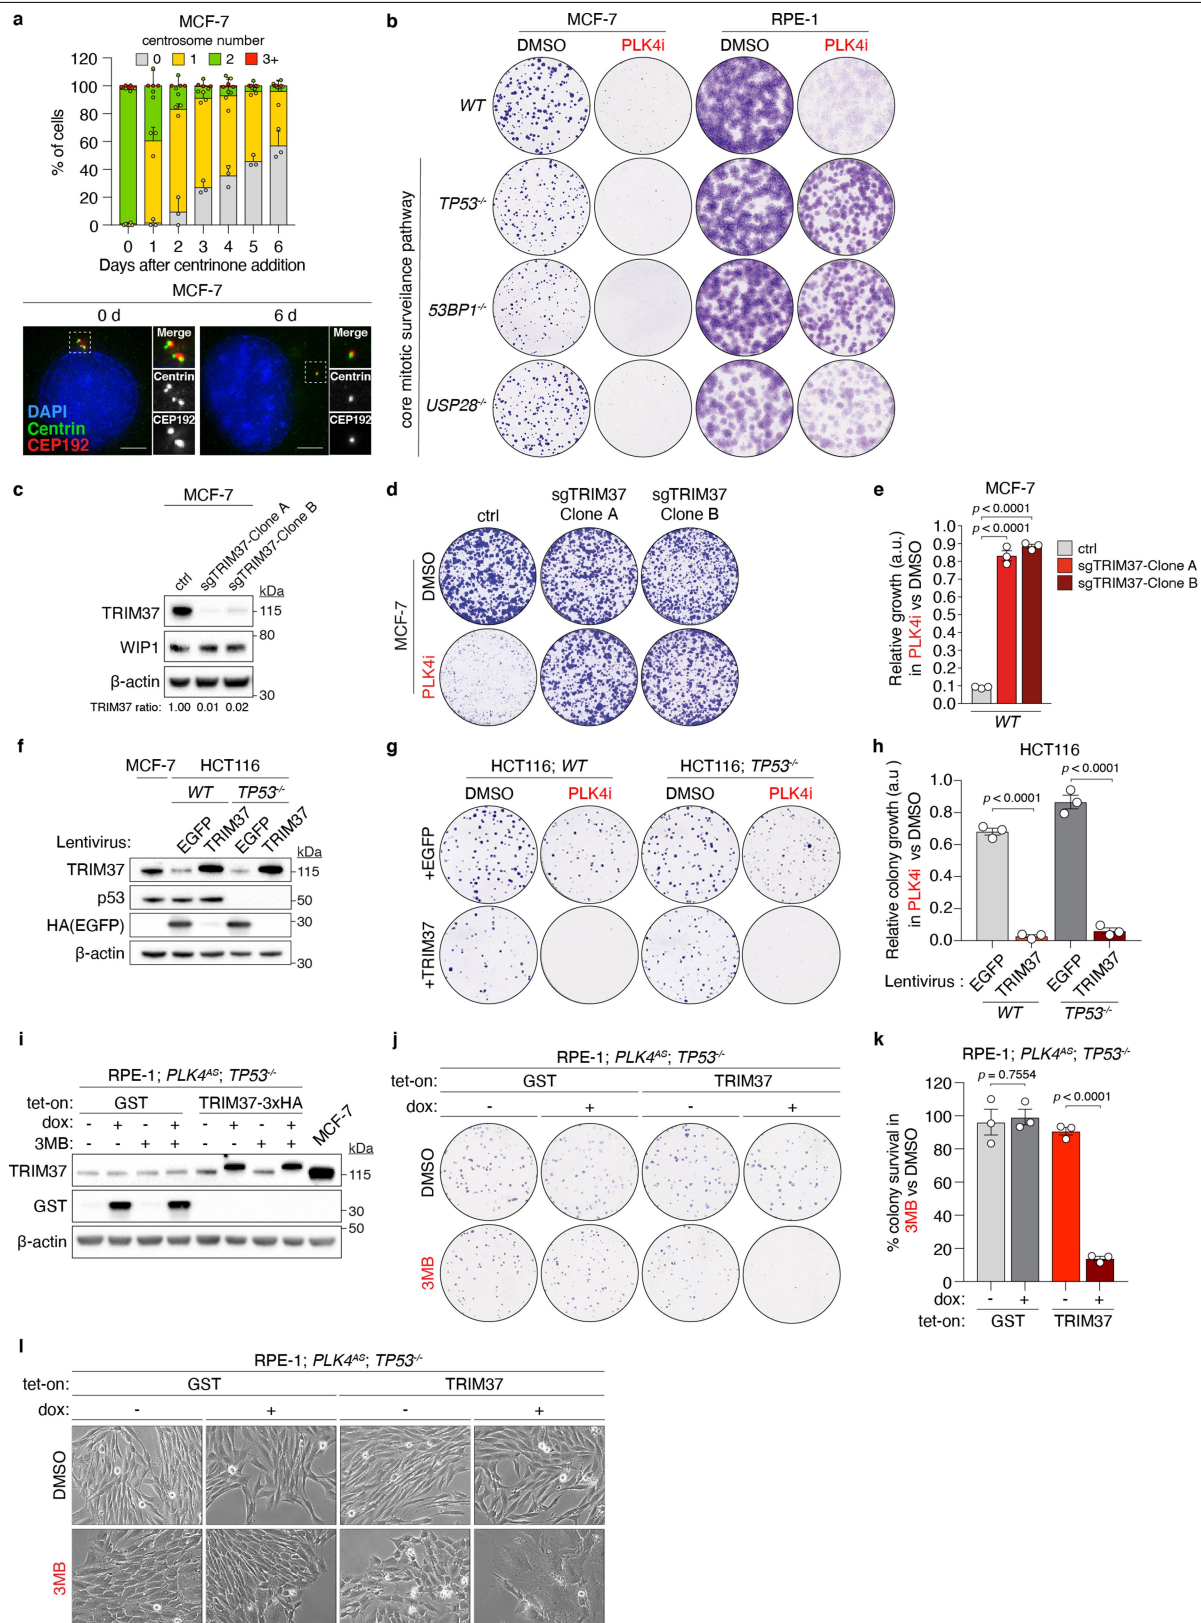 a
MCF-7
centrosome number
0 1 2 3+
120
100
80
60
40
20
0
% of cells
0 1 2 3 4 5 6
Days after centrinone addition
MCF-7
0 d 6 d
Merge
Centrin
CEP192
DAPI
Centrin
CEP192
Merge
Centrin
CEP192
b
MCF-7 RPE-1
DMSO PLK4i DMSO PLK4i
WT
core mitotic surveilance pathway
TP53-/-
53BP1-/-
USP28-/-
c
MCF-7
ctrl
sgTRIM37-Clone A
sgTRIM37-Clone B
kDa
TRIM37 115
80
WIP1
β-actin
30
TRIM37 ratio: 1.00 0.01 0.02
d
ctrl
sgTRIM37 Clone A
sgTRIM37 Clone B
MCF-7
DMSO
PLK4i
e
MCF-7
p < 0.0001
p < 0.0001
1.0
0.9
0.8
0.7
0.6
0.5
0.4
0.3
0.2
0.1
0.0
Relative growth (a.u.)
in PLK4i vs DMSO
WT
ctrl
sgTRIM37-Clone A
sgTRIM37-Clone B
f
MCF-7 HCT116
WT TP53-/-
Lentivirus: EGFP TRIM37 EGFP TRIM37
kDa
TRIM37 115
p53 50
HA(EGFP) 30
β-actin
30
g
HCT116; WT HCT116; TP53-/-
DMSO PLK4i DMSO PLK4i
+EGFP
+TRIM37
h
HCT116
p < 0.0001
p < 0.0001
1.0
0.8
0.6
0.4
0.2
0.0
Relative colony growth (a.u )
in PLK4i vs DMSO
Lentivirus : EGFP TRIM37 EGFP TRIM37
WT TP53-/-
i
RPE-1; PLK4AS; TP53-/-
tet-on: GST TRIM37-3xHA MCF-7
dox: - + - + - + - +
3MB: - - + + - - + +
kDa
TRIM37 115
GST 30
50
β-actin
j
RPE-1; PLK4AS; TP53-/-
tet-on: GST TRIM37
dox: - + - +
DMSO
3MB
k
RPE-1; PLK4AS; TP53-/-
p = 0.7554
p < 0.0001
120
100
80
60
40
20
0
% colony survival in
3MB vs DMSO
dox: - + - +
tet-on: GST TRIM37
l
RPE-1; PLK4AS; TP53-/-
tet-on: GST TRIM37
dox: - + - +
DMSO
3MB